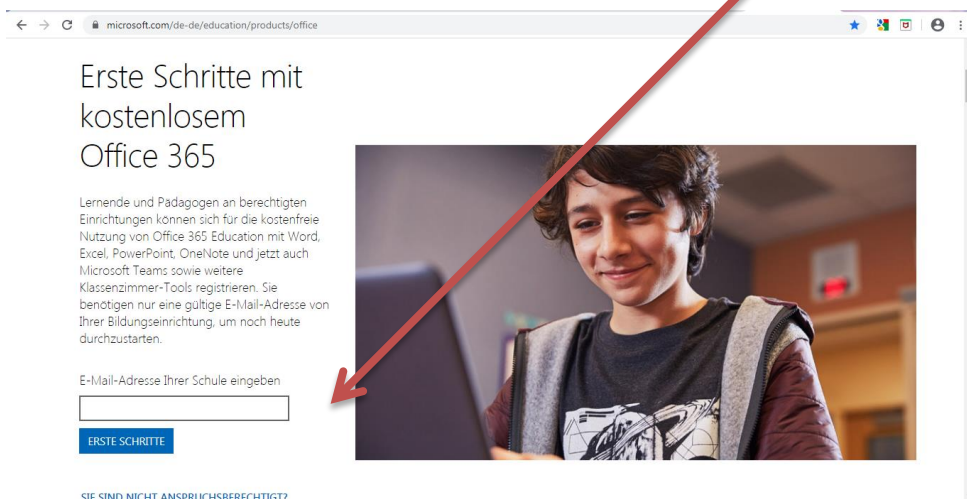 microsoft.com/de-de/education/products/office
Erste Schritte mit
kostenlosem
Office 365
Lernende und Pädagogen an berechtigten
Einrichtungen können sich für die kostenfreie
Nutzung von Office 365 Education mit Word,
Excel, PowerPoint, OneNote und jetzt auch
Microsoft Teams sowie weitere
Klassenzimmer-Tools registrieren. Sie
benötigen nur eine gültige E-Mail-Adresse von
Ihrer Bildungseinrichtung, um noch heute
durchzustarten.
E-Mail-Adresse Ihrer Schule eingeben
ERSTE SCHRITTE
SIE SIND NICHT ANSPRUCHSBERECHTIGT?